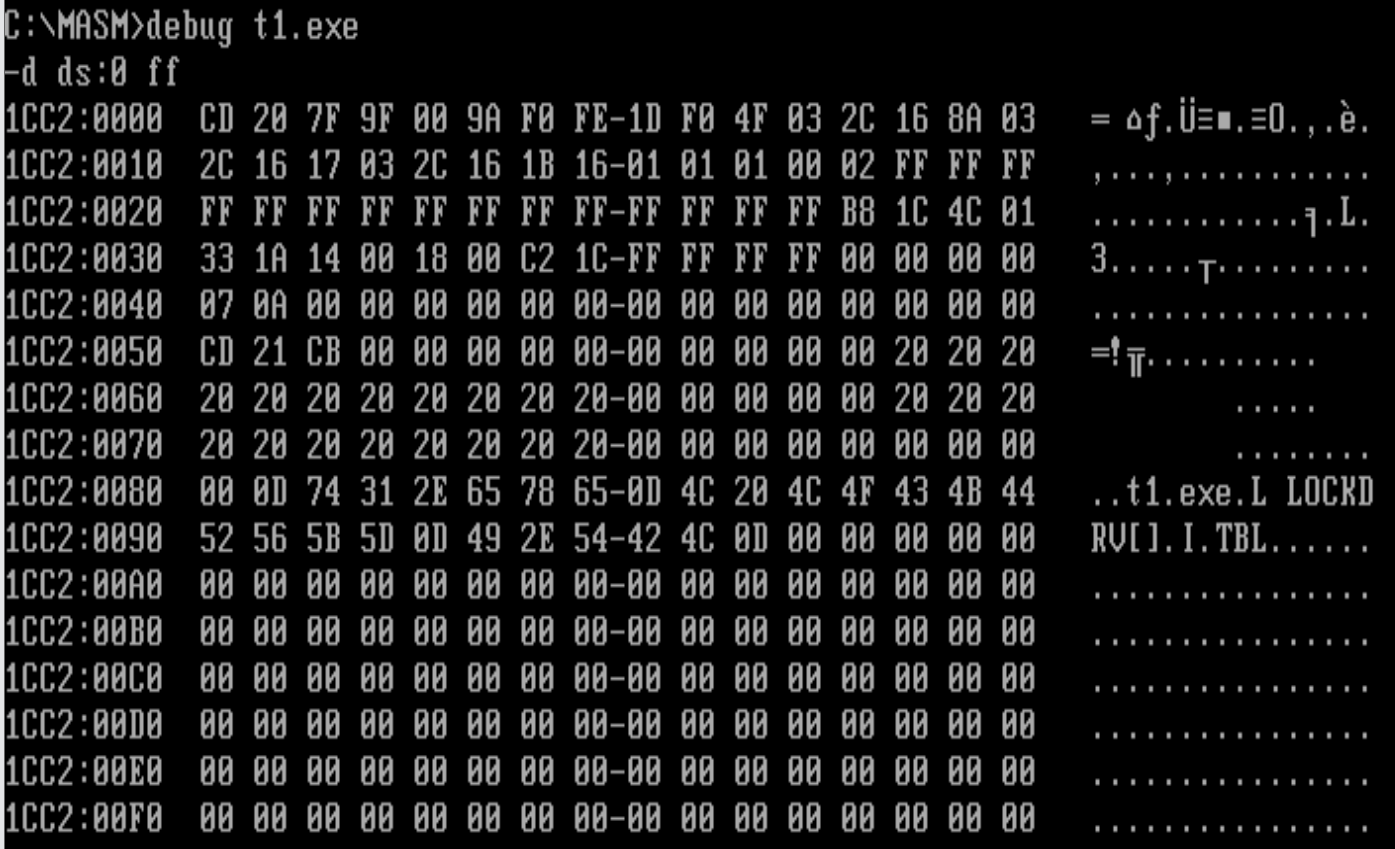 C:\MASM>debug t1.exe
-d ds:0 ff
1CC2:0000  CD 20 7F 9F 00 9A F0 FE-1D F0 4F 03 2C 16 8A 03   = ⌂ƒ.Ü≡■.≡O.,.è.
1CC2:0010  2C 16 17 03 2C 16 1B 16-01 01 01 00 02 FF FF FF   ,...,...........
1CC2:0020  FF FF FF FF FF FF FF FF-FF FF FF FF B8 1C 4C 01   ............╕.L.
1CC2:0030  33 1A 14 00 18 00 C2 1C-FF FF FF FF 00 00 00 00   3.....┬.........
1CC2:0040  07 0A 00 00 00 00 00 00-00 00 00 00 00 00 00 00   ................
1CC2:0050  CD 21 CB 00 00 00 00 00-00 00 00 00 00 20 20 20   =!╦..........
1CC2:0060  20 20 20 20 20 20 20 20-00 00 00 00 00 20 20 20           .....
1CC2:0070  20 20 20 20 20 20 20 20-00 00 00 00 00 00 00 00           ........
1CC2:0080  00 0D 74 31 2E 65 78 65-0D 4C 20 4C 4F 43 4B 44   ..t1.exe.L LOCKD
1CC2:0090  52 56 5B 5D 0D 49 2E 54-42 4C 0D 00 00 00 00 00   RV[].I.TBL......
1CC2:00A0  00 00 00 00 00 00 00 00-00 00 00 00 00 00 00 00   ................
1CC2:00B0  00 00 00 00 00 00 00 00-00 00 00 00 00 00 00 00   ................
1CC2:00C0  00 00 00 00 00 00 00 00-00 00 00 00 00 00 00 00   ................
1CC2:00D0  00 00 00 00 00 00 00 00-00 00 00 00 00 00 00 00   ................
1CC2:00E0  00 00 00 00 00 00 00 00-00 00 00 00 00 00 00 00   ................
1CC2:00F0  00 00 00 00 00 00 00 00-00 00 00 00 00 00 00 00   ................